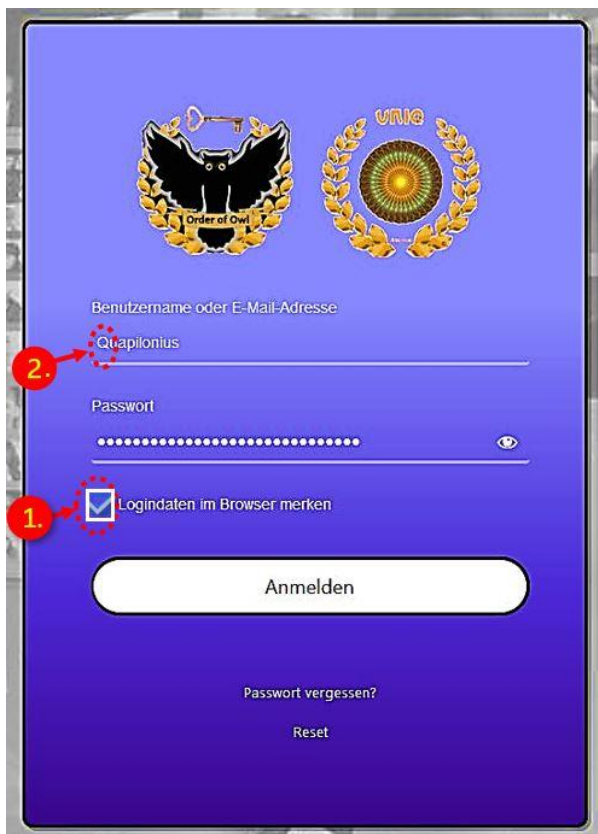 UNIQ
Order of Owl
Benutzername oder E-Mail-Adresse
Quapilonius
2.
Passwort
••••••••••••••••••••••••••••••
1.
Logindaten im Browser merken
Anmelden
Passwort vergessen?
Reset